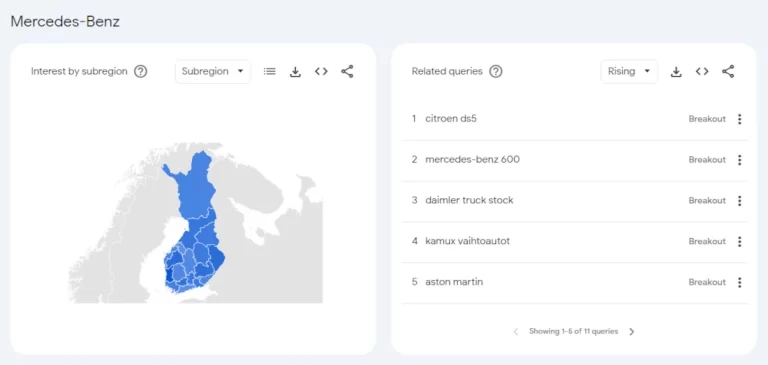 Mercedes-Benz
Interest by subregion
Subregion
Related queries
Rising
1 citroen ds5 Breakout
2 mercedes-benz 600 Breakout
3 daimler truck stock Breakout
4 kamux vaihtoautot Breakout
5 aston martin Breakout
Showing 1-5 of 11 queries